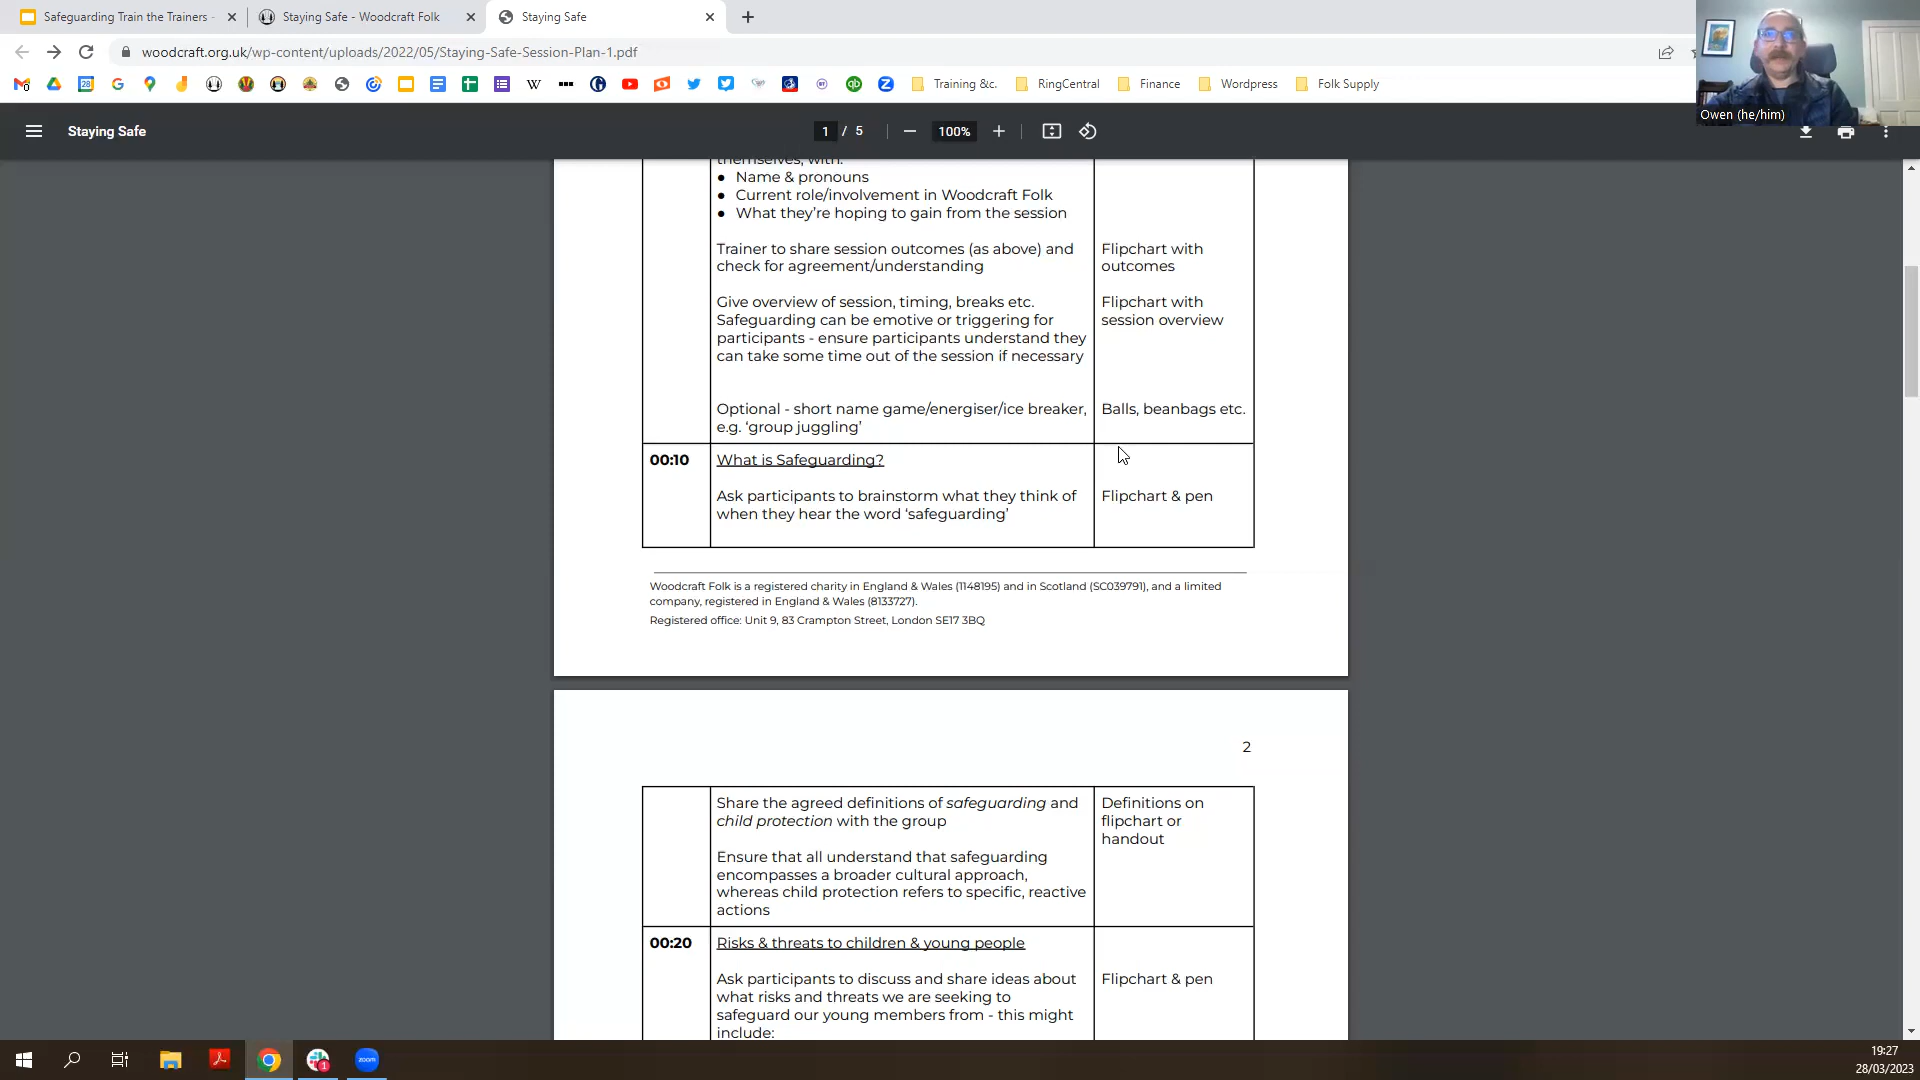 Safeguarding Train the Trainers -
Staying Safe - Woodcraft Folk
Staying Safe
woodcraft.org.uk/wp-content/uploads/2022/05/Staying-Safe-Session-Plan-1.pdf
Training &c.
RingCentral
Finance
Wordpress
Folk Supply
Owen (he/him)
Staying Safe
1 / 5
100%
themselves, with:
● Name & pronouns
● Current role/involvement in Woodcraft Folk
● What they're hoping to gain from the session
Trainer to share session outcomes (as above) and
check for agreement/understanding
Flipchart with
outcomes
Give overview of session, timing, breaks etc.
Safeguarding can be emotive or triggering for
participants - ensure participants understand they
can take some time out of the session if necessary
Flipchart with
session overview
Optional - short name game/energiser/ice breaker,
e.g. ‘group juggling’
Balls, beanbags etc.
00:10
What is Safeguarding?
Ask participants to brainstorm what they think of
when they hear the word ‘safeguarding’
Flipchart & pen
Woodcraft Folk is a registered charity in England & Wales (1148195) and in Scotland (SC039791), and a limited
company, registered in England & Wales (8133727).
Registered office: Unit 9, 83 Crampton Street, London SE17 3BQ
2
Share the agreed definitions of safeguarding and
child protection with the group
Definitions on
flipchart or
handout
Ensure that all understand that safeguarding
encompasses a broader cultural approach,
whereas child protection refers to specific, reactive
actions
00:20
Risks & threats to children & young people
Ask participants to discuss and share ideas about
what risks and threats we are seeking to
safeguard our young members from - this might
include:
Flipchart & pen
zoom
19:27
28/03/2023